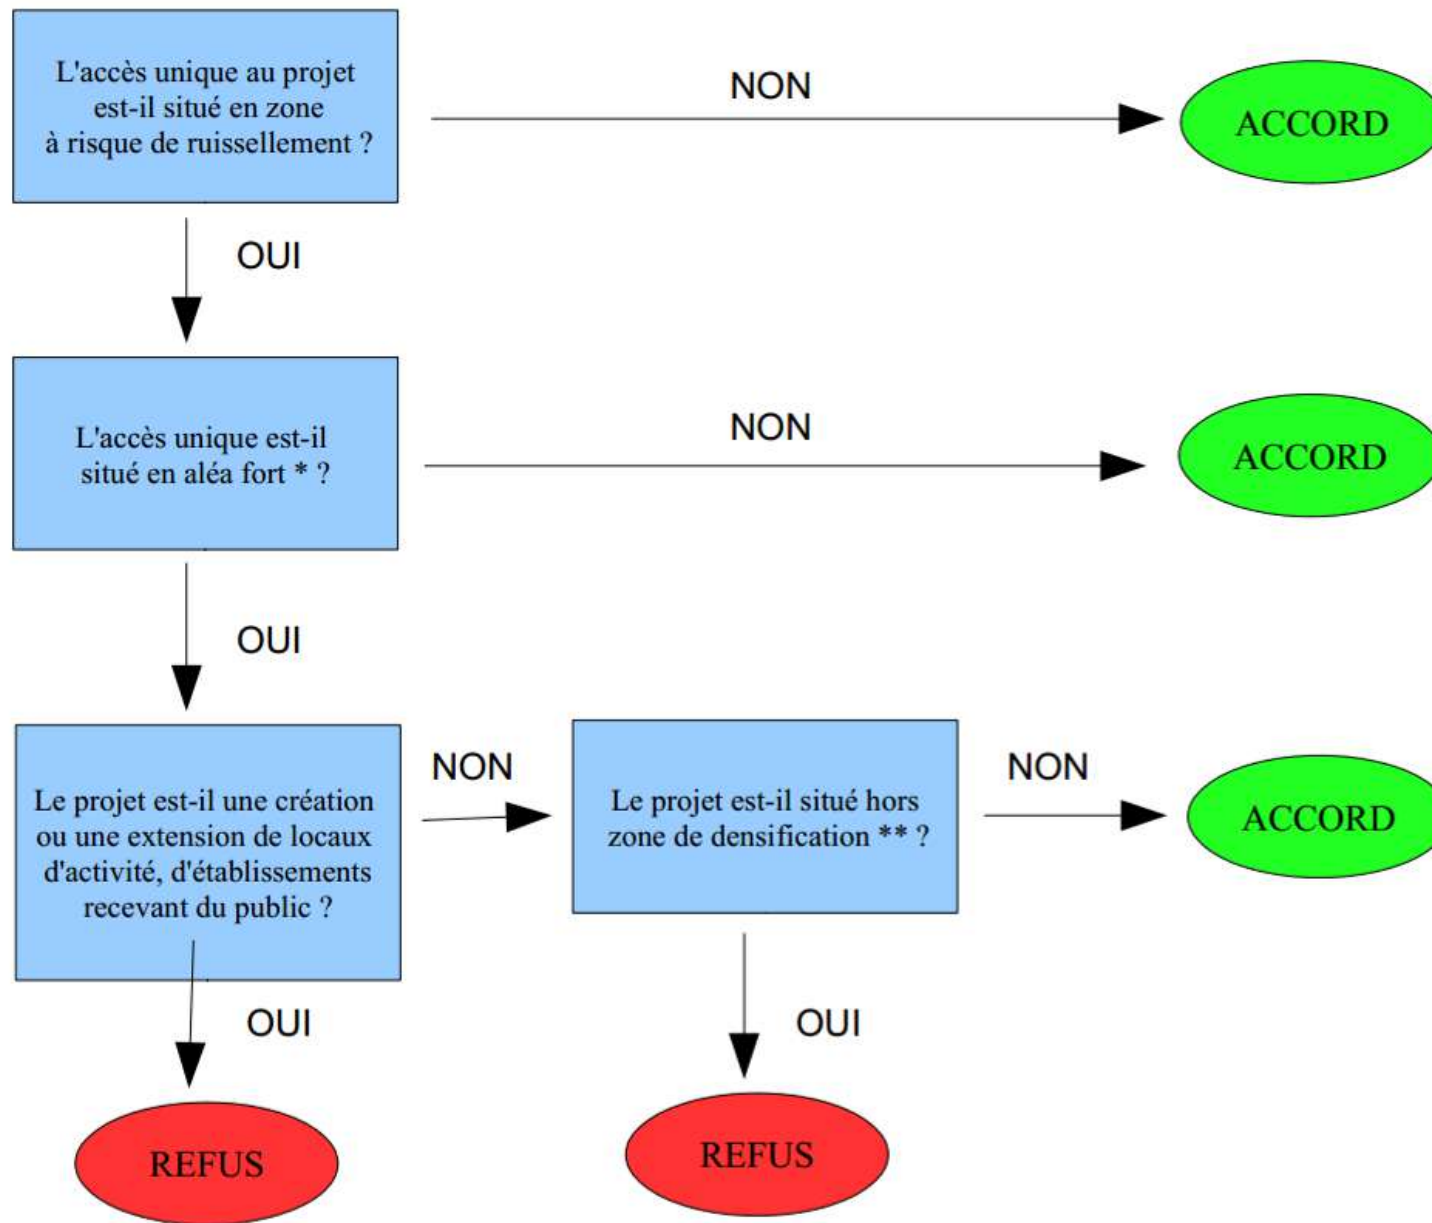 L'accès unique au projet
est-il situé en zone
à risque de ruissellement ?
NON
ACCORD
OUI
L'accès unique est-il
situé en aléa fort * ?
NON
ACCORD
OUI
Le projet est-il une création
ou une extension de locaux
d'activité, d'établissements
recevant du public ?
NON
Le projet est-il situé hors
zone de densification ** ?
NON
ACCORD
OUI
OUI
REFUS
REFUS